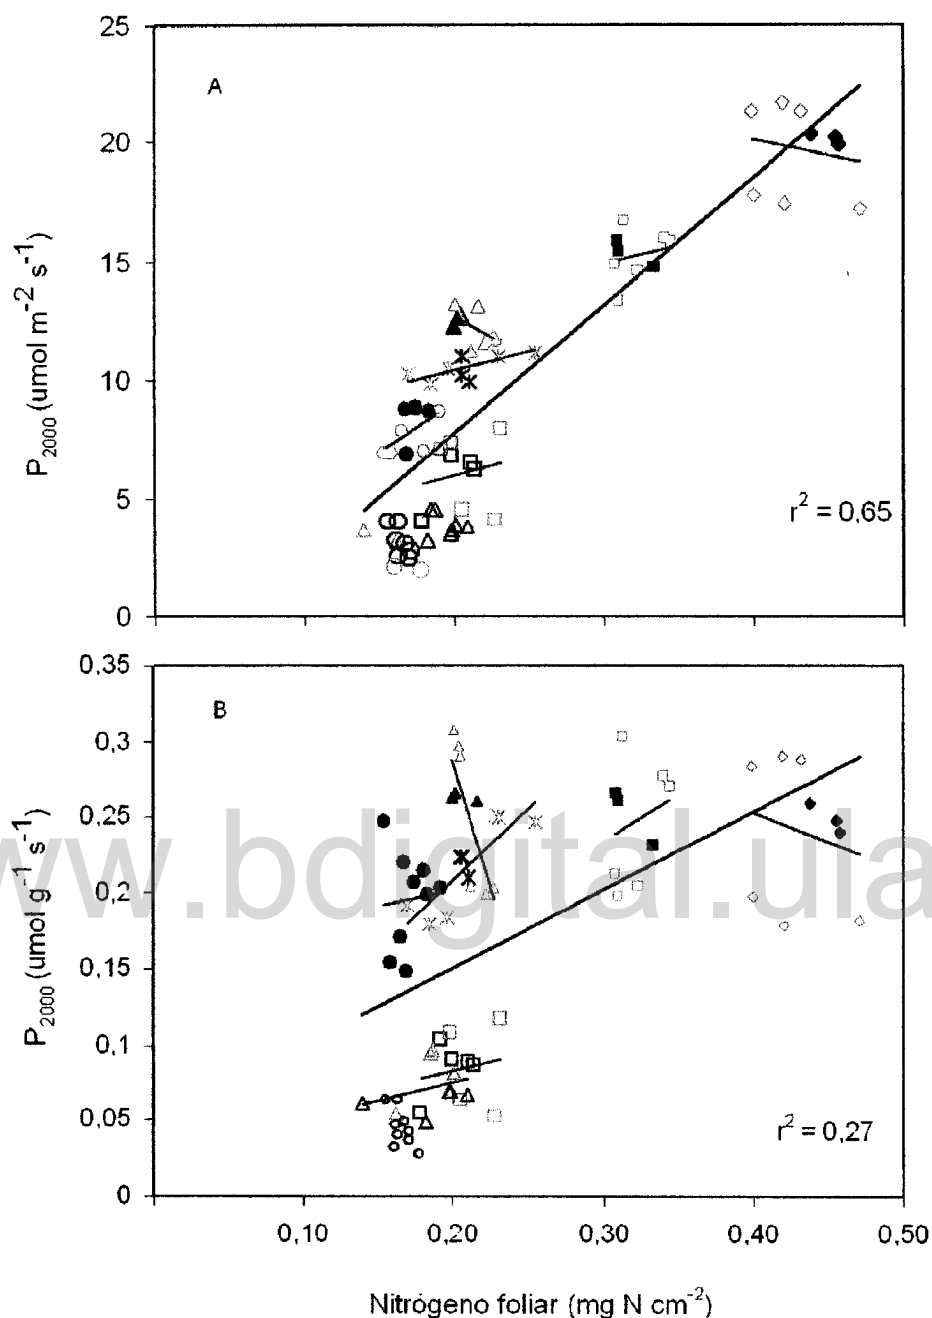 25
A
20
15
10
5
0
P2000 (umol m-2 s-1)
r2 = 0,65
0,35
B
0,3
0,25
0,2
0,15
0,1
0,05
0
P2000 (umol g-1 s-1)
www.bdigital.ula
r2 = 0,27
0,10 0,20 0,30 0,40 0,50
Nitrógeno foliar (mg N cm-2)